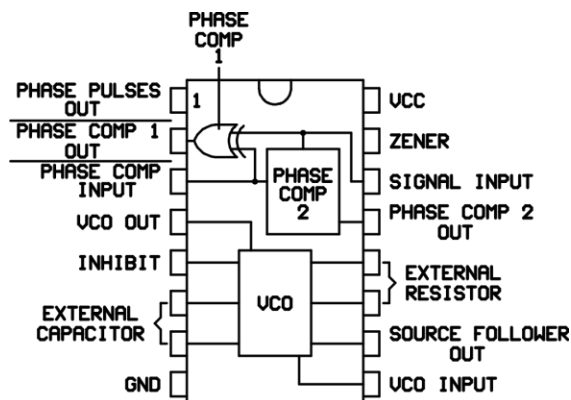 PHASE
COMP
1
PHASE PULSES
OUT
1
VCC
PHASE COMP 1
OUT
ZENER
PHASE COMP
INPUT
PHASE
COMP
2
SIGNAL INPUT
VCO OUT
PHASE COMP 2
OUT
INHIBIT
EXTERNAL
RESISTOR
EXTERNAL
CAPACITOR
VCO
SOURCE FOLLOWER
OUT
GND
VCO INPUT